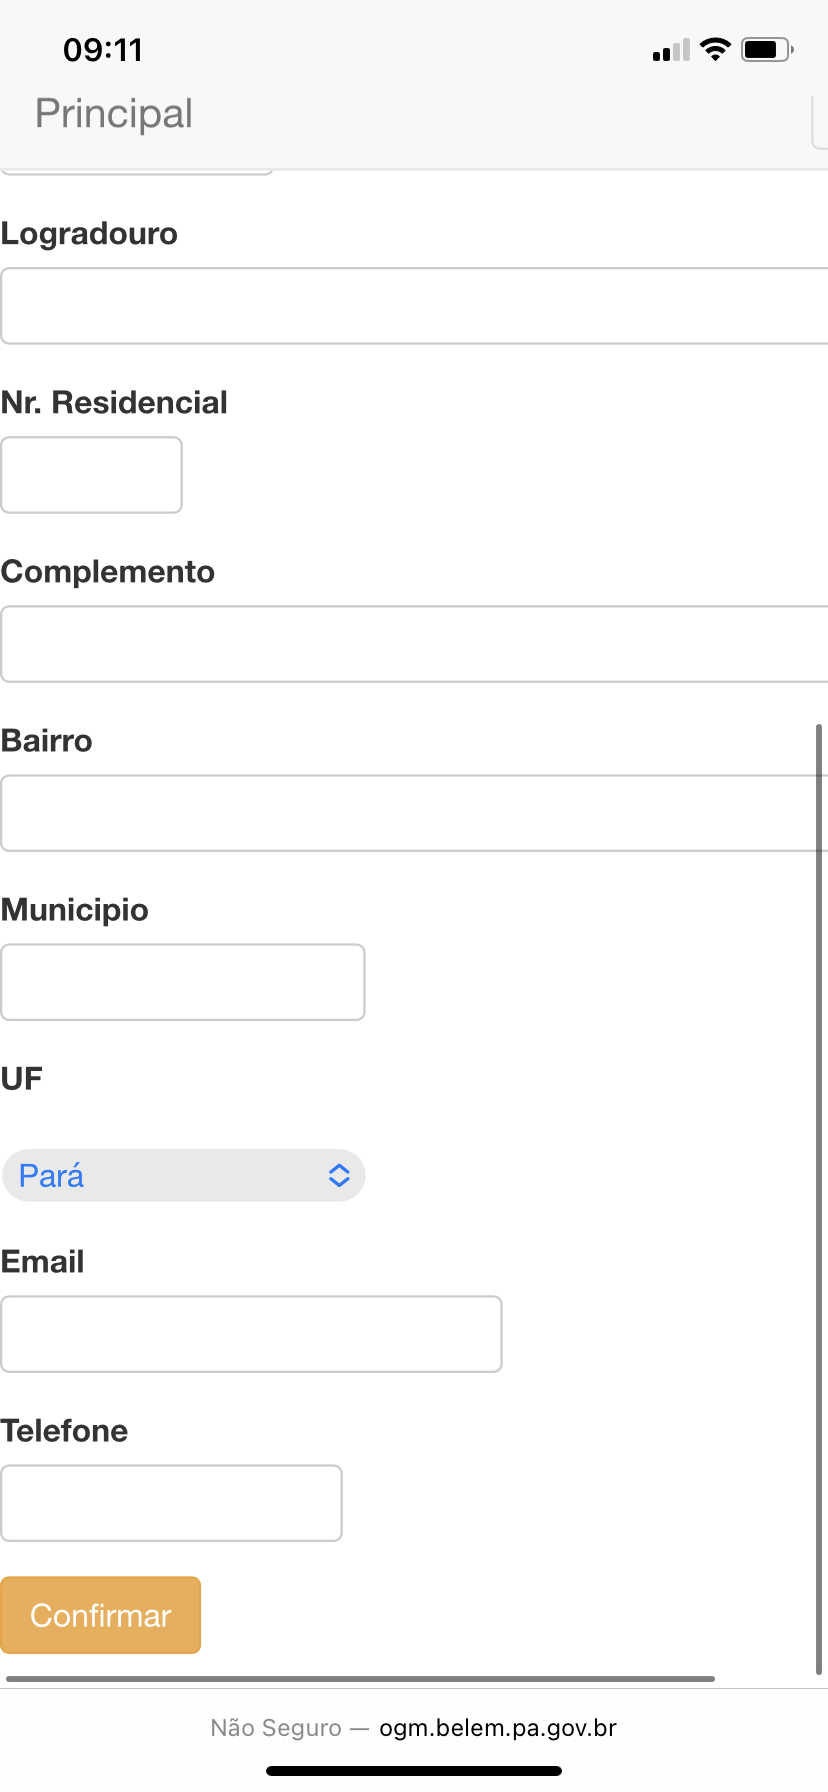 09:11
Principal
Logradouro
Nr. Residencial
Complemento
Bairro
Municipio
UF
Pará
Email
Telefone
Confirmar
Não Seguro — ogm.belem.pa.gov.br